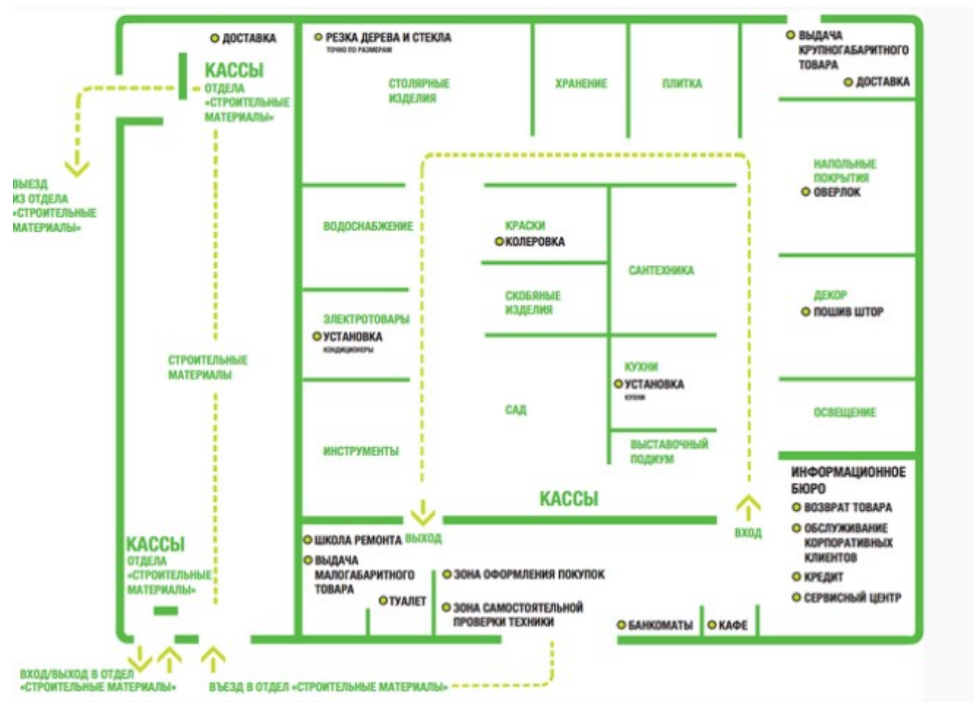 ДОСТАВКА
КАССЫ
ОТДЕЛА
«СТРОИТЕЛЬНЫЕ
МАТЕРИАЛЫ»
ВЫЕЗД
ИЗ ОТДЕЛА
«СТРОИТЕЛЬНЫЕ
МАТЕРИАЛЫ»
СТРОИТЕЛЬНЫЕ
МАТЕРИАЛЫ
КАССЫ
ОТДЕЛА
«СТРОИТЕЛЬНЫЕ
МАТЕРИАЛЫ»
ВХОД/ВЫХОД В ОТДЕЛ
«СТРОИТЕЛЬНЫЕ МАТЕРИАЛЫ»
ВЪЕЗД В ОТДЕЛ «СТРОИТЕЛЬНЫЕ МАТЕРИАЛЫ»
РЕЗКА ДЕРЕВА И СТЕКЛА
ТОЧНО ПО РАЗМЕРАМ
СТОЛЯРНЫЕ
ИЗДЕЛИЯ
ХРАНЕНИЕ
ПЛИТКА
ВЫДАЧА
КРУПНОГАБАРИТНОГО
ТОВАРА
ДОСТАВКА
НАПОЛЬНЫЕ
ПОКРЫТИЯ
ОВЕРЛОК
ДЕКОР
ПОШИВ ШТОР
ОСВЕЩЕНИЕ
ВОДОСНАБЖЕНИЕ
ЭЛЕКТРОТОВАРЫ
УСТАНОВКА
КОНДИЦИОНЕРЫ
ИНСТРУМЕНТЫ
КРАСКИ
КОЛЕРОВКА
СКОБЯНЫЕ
ИЗДЕЛИЯ
САНТЕХНИКА
САД
КУХНИ
УСТАНОВКА
КУХНИ
ВЫСТАВОЧНЫЙ
ПОДИУМ
КАССЫ
ВЫХОД
ВХОД
ШКОЛА РЕМОНТА
ВЫДАЧА
МАЛОГАБАРИТНОГО
ТОВАРА
ТУАЛЕТ
ЗОНА ОФОРМЛЕНИЯ ПОКУПОК
ЗОНА САМОСТОЯТЕЛЬНОЙ
ПРОВЕРКИ ТЕХНИКИ
БАНКОМАТЫ
КАФЕ
ИНФОРМАЦИОННОЕ
БЮРО
ВОЗВРАТ ТОВАРА
ОБСЛУЖИВАНИЕ
КОРПОРАТИВНЫХ
КЛИЕНТОВ
КРЕДИТ
СЕРВИСНЫЙ ЦЕНТР